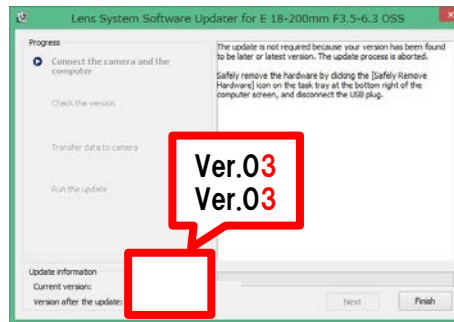 Lens System Software Updater for E 18-200mm F3.5-6.3 OSS
Progress
Connect the camera and the
computer
Check the version
Transfer data to camera
Run the update
The update is not required because your version has been found
to be later or latest version. The update process is aborted.
Safely remove the hardware by clicking the [Safely Remove
Hardware] icon on the task tray at the bottom right of the
computer screen, and disconnect the USB plug.
Ver.03
Ver.03
Update information
Current version:
Version after the update:
Next
Finish